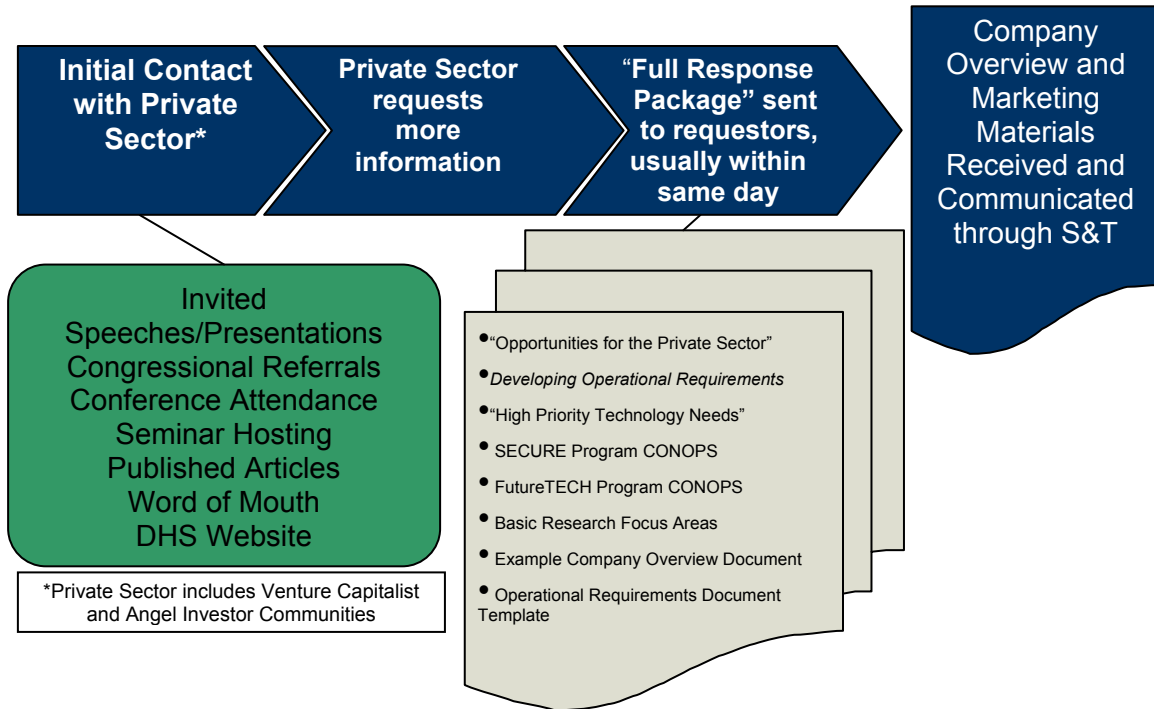 Initial Contact
with Private
Sector*
Private Sector
requests
more
information
“Full Response
Package” sent
to requestors,
usually within
same day
Company
Overview and
Marketing
Materials
Received and
Communicated
through S&T
Invited
Speeches/Presentations
Congressional Referrals
Conference Attendance
Seminar Hosting
Published Articles
Word of Mouth
DHS Website
*Private Sector includes Venture Capitalist
and Angel Investor Communities
•“Opportunities for the Private Sector”
•Developing Operational Requirements
•“High Priority Technology Needs”
• SECURE Program CONOPS
• FutureTECH Program CONOPS
• Basic Research Focus Areas
• Example Company Overview Document
• Operational Requirements Document
Template